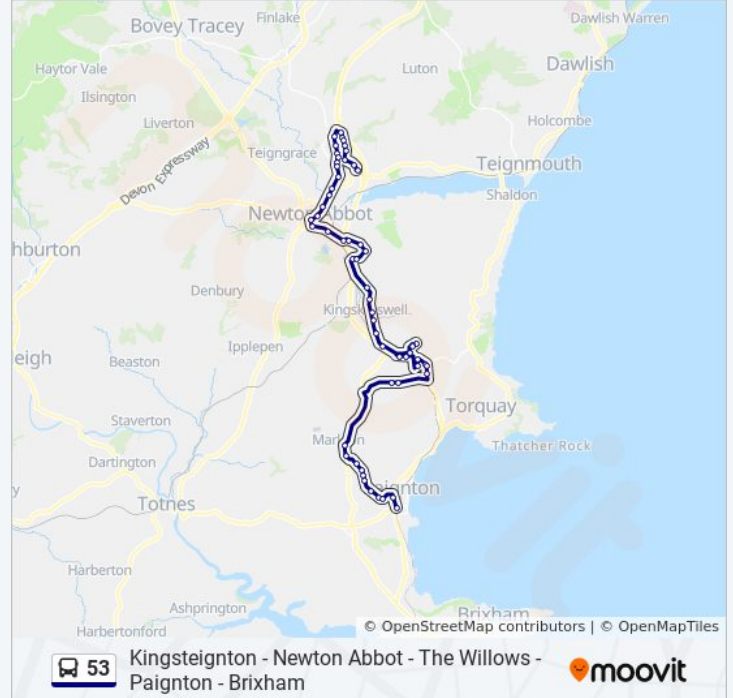 Finlake
Dawlish Warren
Bovey Tracey
Dawlish
Haytor Vale
Luton
Ilsington
Liverton
Holcombe
Teigngrace
Teignmouth
Devon Expressway
Shaldon
Newton Abbot
hburton
Denbury
Kingskerswell
Ipplepen
eigh
Beaston
Torquay
Staverton
Marldon
Thatcher Rock
Dartington
y
aignton
Totnes
Harberton
Ashprington
Brixham
Harbertonford
© OpenStreetMap contributors | © OpenMapTiles
53
Kingsteignton - Newton Abbot - The Willows -
Paignton - Brixham
moovit